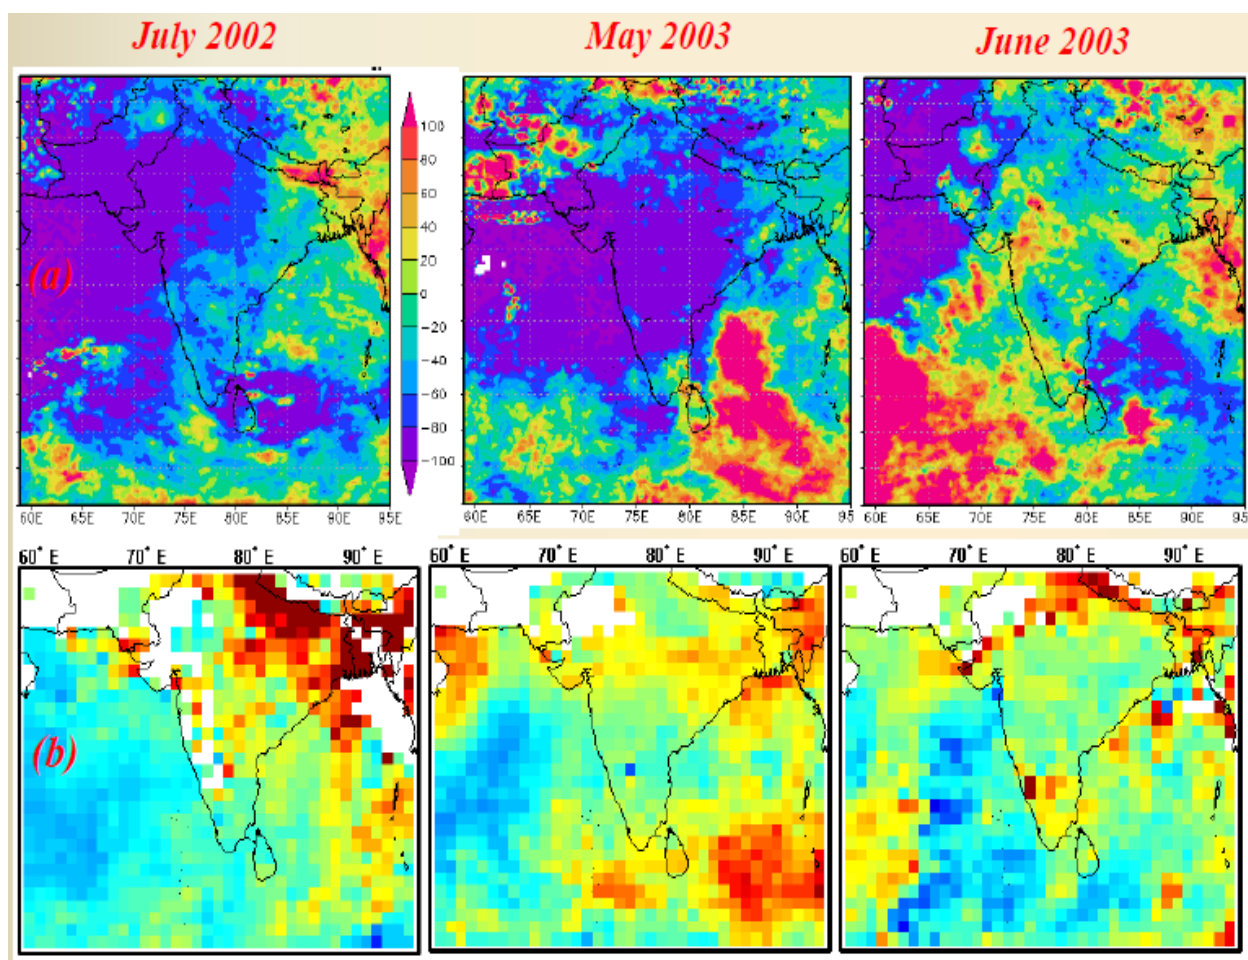 July 2002 May 2003 June 2003
(a)
100
80
60
40
20
0
−20
−40
−60
−80
−100
60E 65E 70E 75E 80E 85E 90E 95E
60E 65E 70E 75E 80E 85E 90E 95
60E 65E 70E 75E 80E 85E 90E 95
60° E 70° E 80° E 90° E
60° E 70° E 80° E 90° E
60° E 70° E 80° E 90° E
(b)